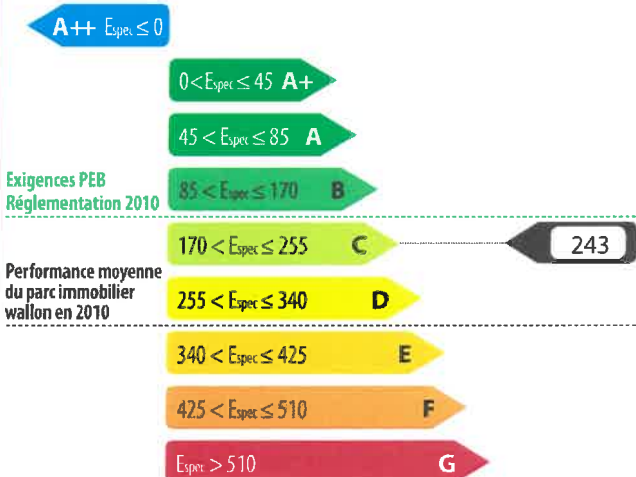 A++ Espec ≤ 0
0 < Espec ≤ 45 A+
45 < Espec ≤ 85 A
Exigences PEB
Réglementation 2010
85 < Espec ≤ 170 B
170 < Espec ≤ 255 C
243
Performance moyenne
du parc immobilier
wallon en 2010
255 < Espec ≤ 340 D
340 < Espec ≤ 425 E
425 < Espec ≤ 510 F
Espec > 510 G